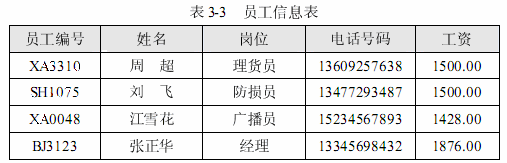 表 3-3 员工信息表
员工编号 姓名 岗位 电话号码 工资
XA3310 周 超 理货员 13609257638 1500.00
SH1075 刘 飞 防损员 13477293487 1500.00
XA0048 江雪花 广播员 15234567893 1428.00
BJ3123 张正华 经理 13345698432 1876.00